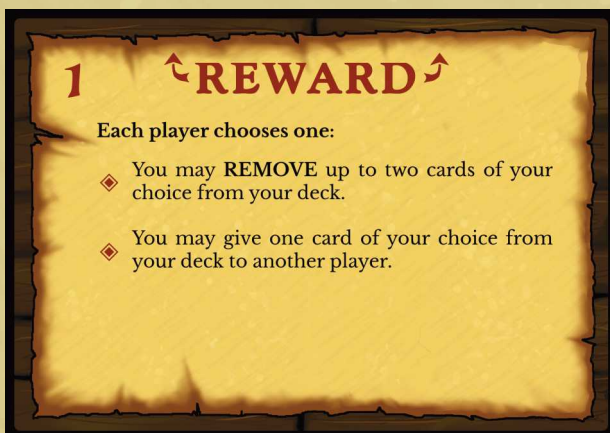 1 REWARD
Each player chooses one:
You may REMOVE up to two cards of your
choice from your deck.
You may give one card of your choice from
your deck to another player.